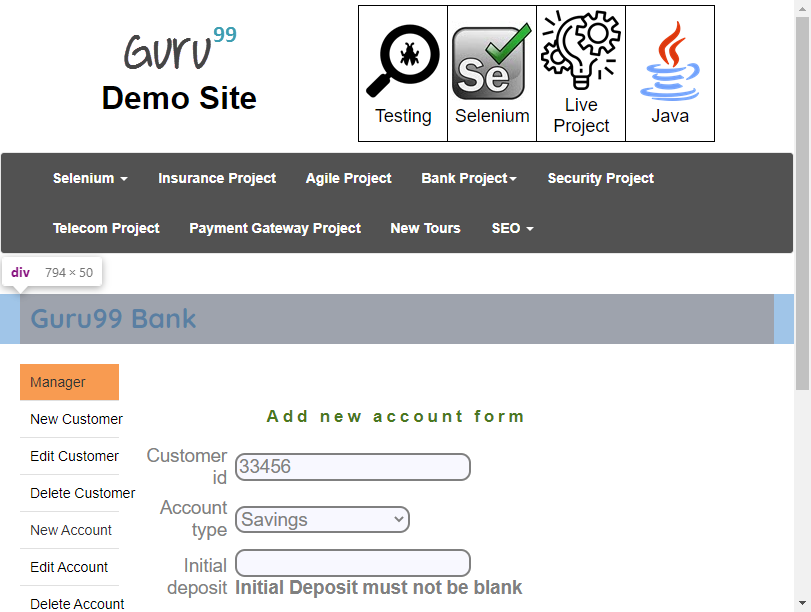 Guru99
Demo Site
Testing
Se
Selenium
Live
Project
Java
Selenium
Insurance Project
Agile Project
Bank Project
Security Project
Telecom Project
Payment Gateway Project
New Tours
SEO
div 794 × 50
Guru99 Bank
Manager
New Customer
Edit Customer
Delete Customer
New Account
Edit Account
Delete Account
Add new account form
Customer
id
33456
Account
type
Savings
Initial
deposit
Initial Deposit must not be blank